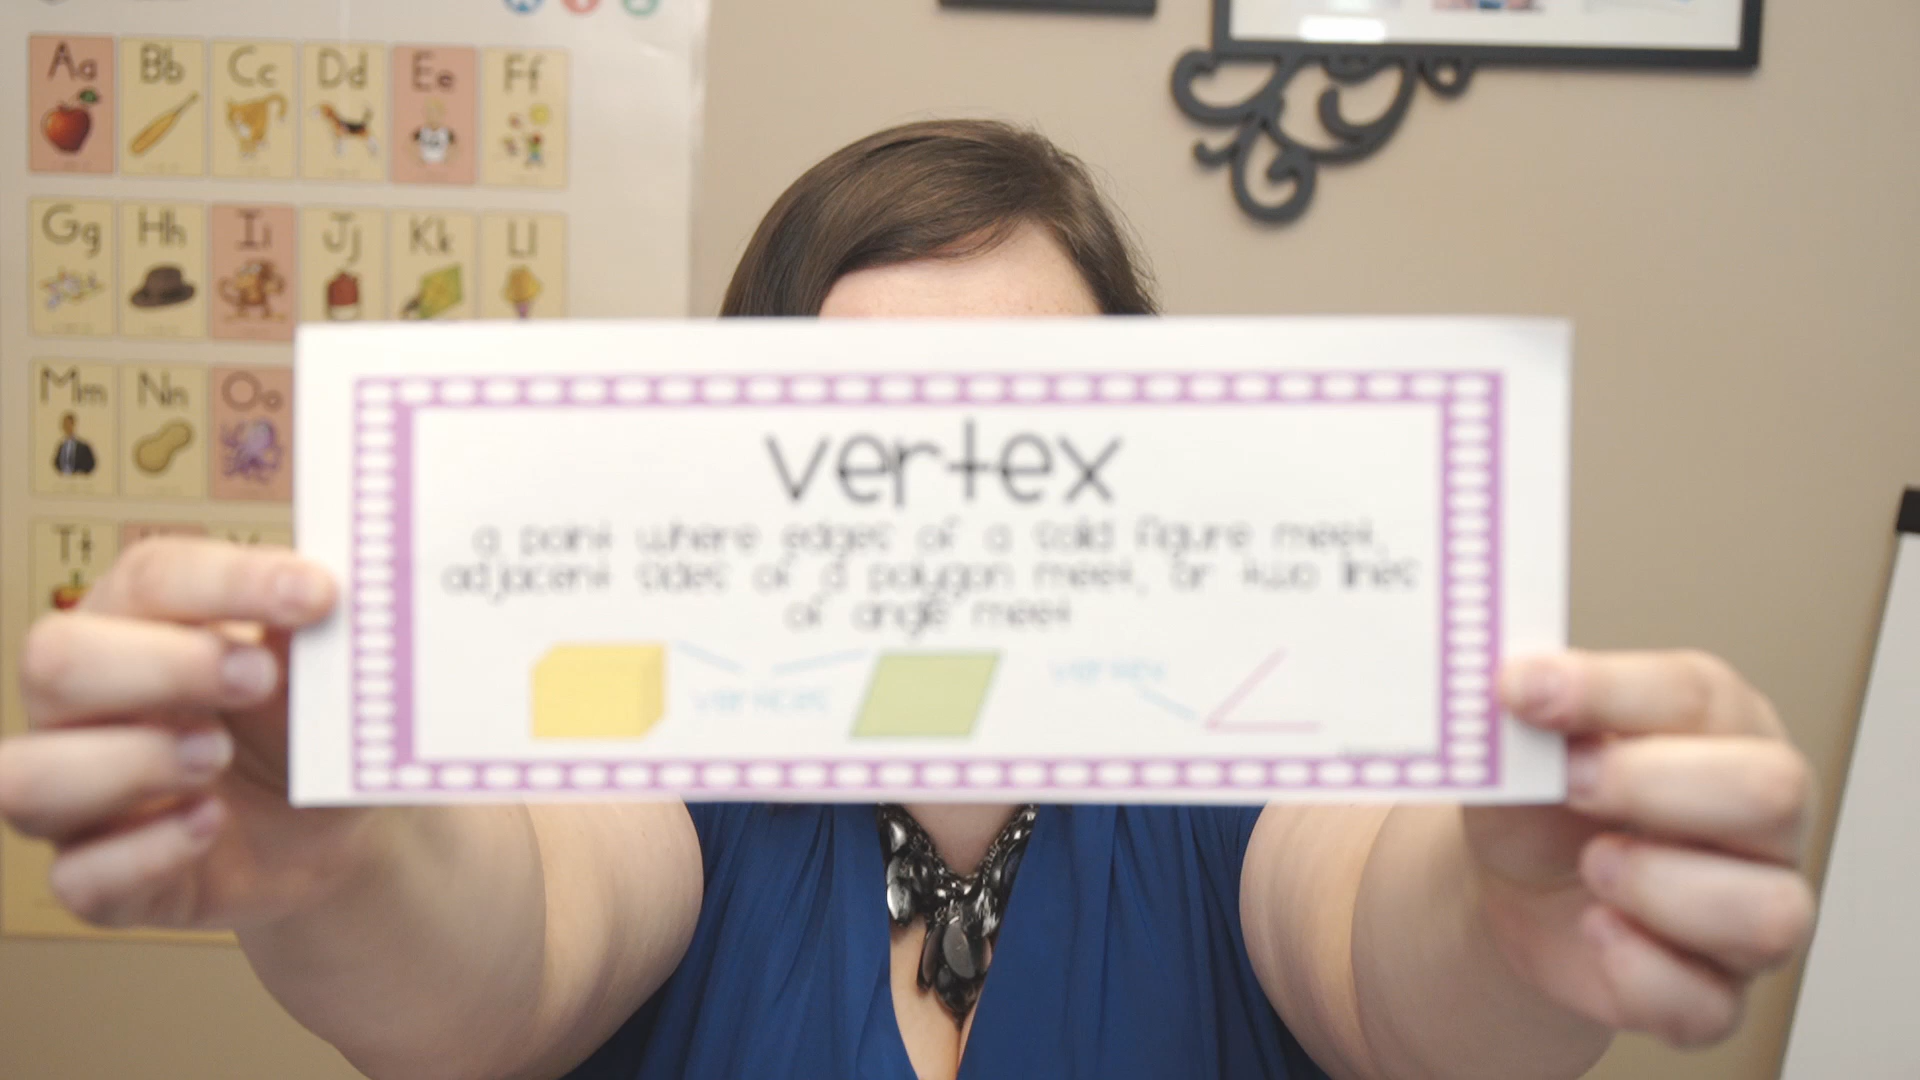 Aa Bb Cc Dd Ee Ff
Gg Hh Ii Jj Kk Ll
Mm Nn Oo
Tt
vertex
a point where edges of a solid figure meet,
adjacent sides of a polygon meet, or two lines
of angle meet
vertices
vertex